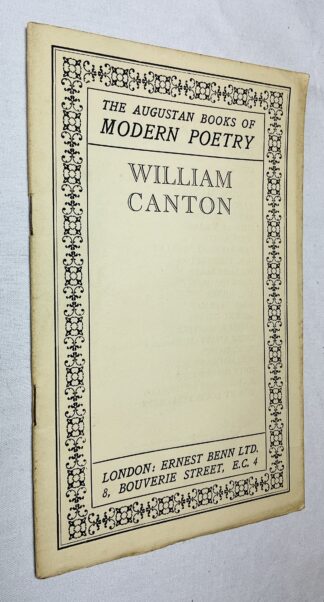 THE AUGUSTAN BOOKS OF
MODERN POETRY
WILLIAM
CANTON
LONDON: ERNEST BENN LTD.
8, BOUVERIE STREET, E.C. 4